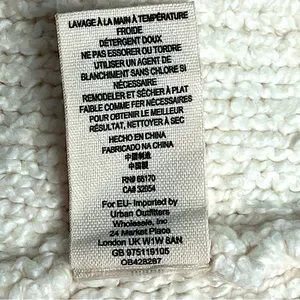 LAVAGE À LA MAIN À TEMPÉRATURE
FROIDE
DÉTERGENT DOUX
NE PAS ESSORER OU TORDRE
UTILISER UN AGENT DE
BLANCHIMENT SANS CHLORE SI
NÉCESSAIRE
REMODELER ET SÉCHER À PLAT
FAIBLE COMME FER NÉCESSAIRES
POUR OBTENIR LE MEILLEUR
RÉSULTAT, NETTOYER À SEC
HECHO EN CHINA
FABRICADO NA CHINA
中国制造
中國製
RN# 66170
CA# 32654
For EU- Imported by
Urban Outfitters
Wholesale, Inc
24 Market Place
London UK W1W 8AN
GB 975119105
OB428287